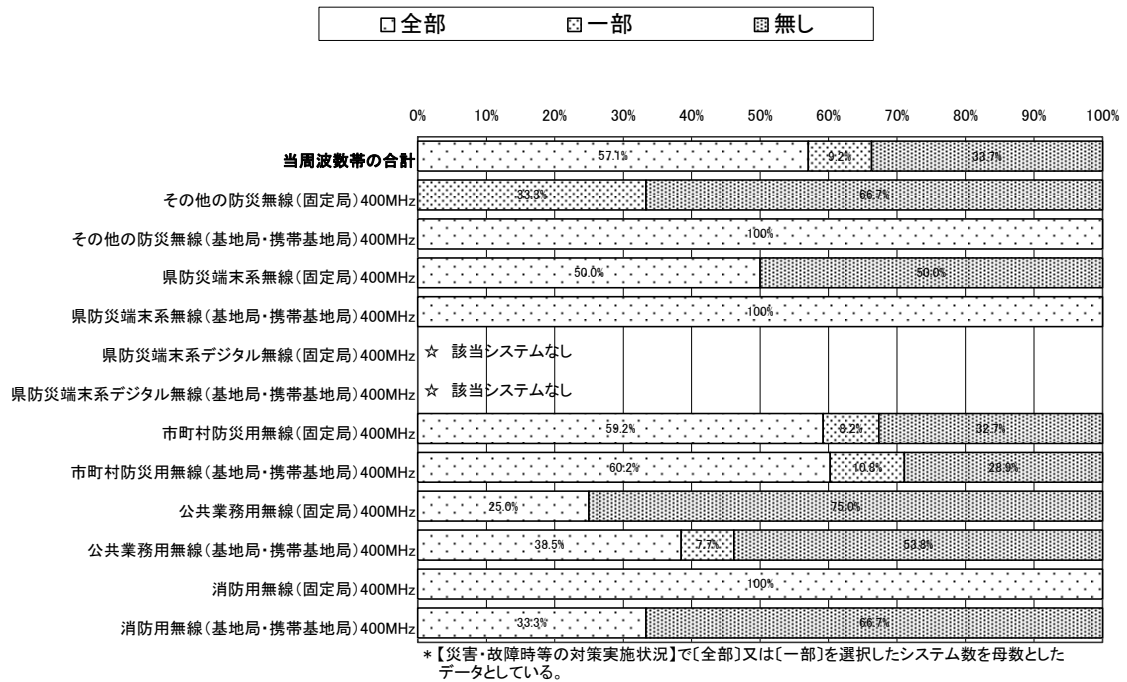 全部 一部 無し
0% 10% 20% 30% 40% 50% 60% 70% 80% 90% 100%
当周波数帯の合計 57.1% 9.2% 33.7%
その他の防災無線(固定局)400MHz 33.3% 66.7%
その他の防災無線(基地局・携帯基地局)400MHz 100%
県防災端末系無線(固定局)400MHz 50.0% 50.0%
県防災端末系無線(基地局・携帯基地局)400MHz 100%
県防災端末系デジタル無線(固定局)400MHz ☆ 該当システムなし
県防災端末系デジタル無線(基地局・携帯基地局)400MHz ☆ 該当システムなし
市町村防災用無線(固定局)400MHz 59.2% 8.2% 32.7%
市町村防災用無線(基地局・携帯基地局)400MHz 60.2% 10.8% 28.9%
公共業務用無線(固定局)400MHz 25.0% 75.0%
公共業務用無線(基地局・携帯基地局)400MHz 38.5% 7.7% 53.8%
消防用無線(固定局)400MHz 100%
消防用無線(基地局・携帯基地局)400MHz 33.3% 66.7%
*【災害・故障時等の対策実施状況】で〔全部〕又は〔一部〕を選択したシステム数を母数とした
データとしている。